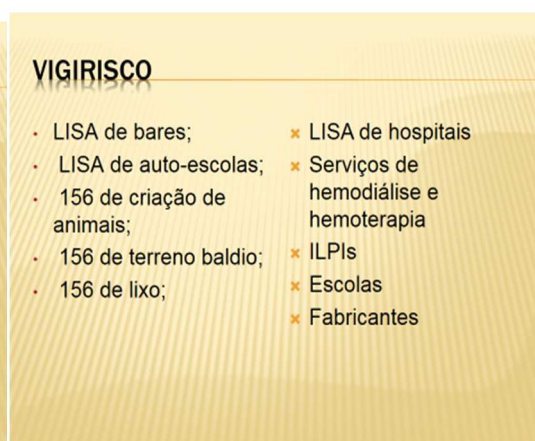 VIGIRISCO
LISA de bares;
LISA de auto-escolas;
156 de criação de
animais;
156 de terreno baldio;
156 de lixo;
LISA de hospitais
Serviços de
hemodiálise e
hemoterapia
ILPIs
Escolas
Fabricantes